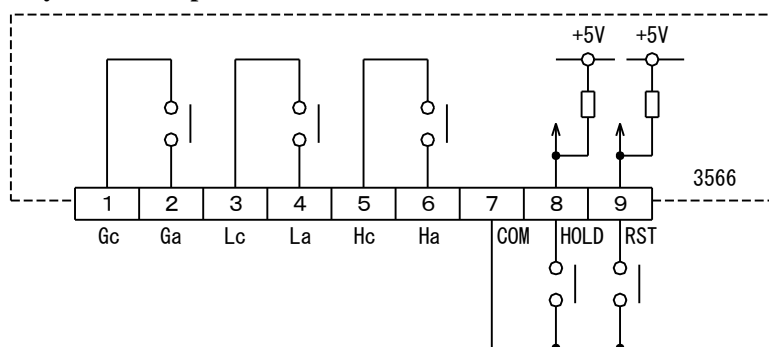 +5V +5V
3566
1 2 3 4 5 6 7 8 9
Gc Ga Lc La Hc Ha COM HOLD RST